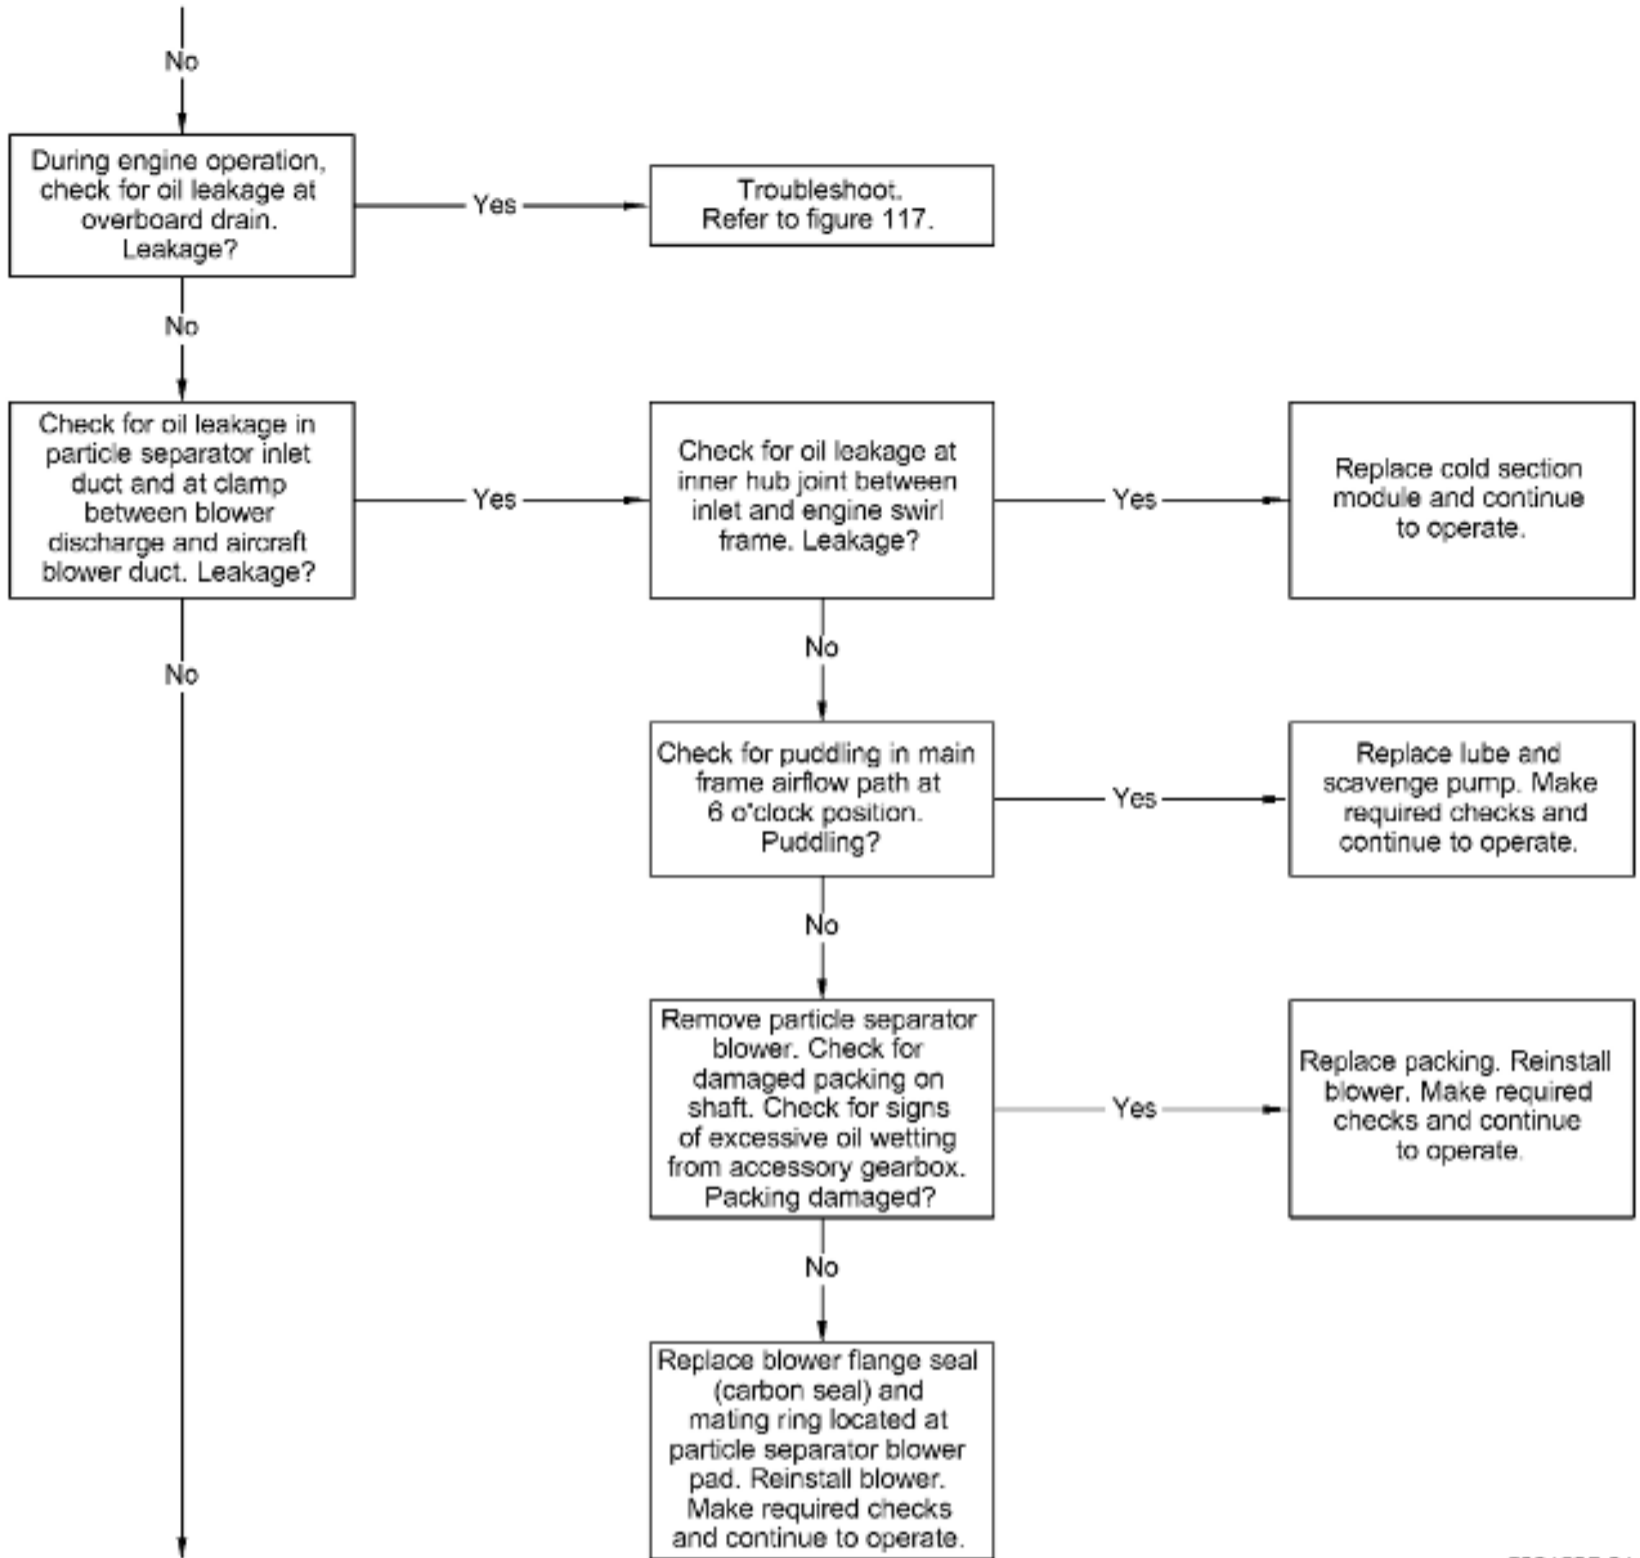 No
During engine operation,
check for oil leakage at
overboard drain.
Leakage?
Yes
Troubleshoot.
Refer to figure 117.
No
Check for oil leakage in
particle separator inlet
duct and at clamp
between blower
discharge and aircraft
blower duct. Leakage?
Yes
Check for oil leakage at
inner hub joint between
inlet and engine swirl
frame. Leakage?
Yes
Replace cold section
module and continue
to operate.
No
No
Check for puddling in main
frame airflow path at
6 o'clock position.
Puddling?
Yes
Replace lube and
scavenge pump. Make
required checks and
continue to operate.
No
Remove particle separator
blower. Check for
damaged packing on
shaft. Check for signs
of excessive oil wetting
from accessory gearbox.
Packing damaged?
Yes
Replace packing. Reinstall
blower. Make required
checks and continue
to operate.
No
Replace blower flange seal
(carbon seal) and
mating ring located at
particle separator blower
pad. Reinstall blower.
Make required checks
and continue to operate.